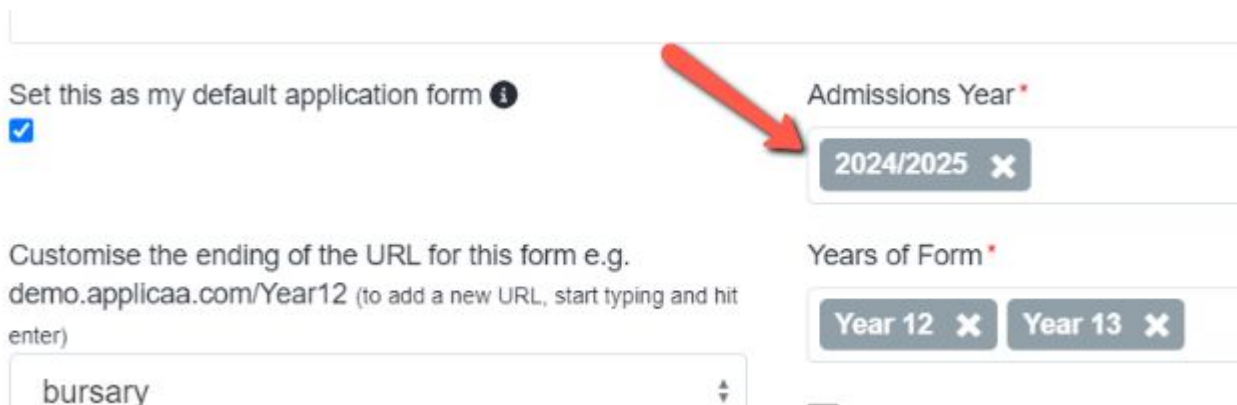 Set this as my default application form
Admissions Year*
2024/2025
Customise the ending of the URL for this form e.g.
demo.applicaa.com/Year12 (to add a new URL, start typing and hit
enter)
bursary
Years of Form*
Year 12 Year 13